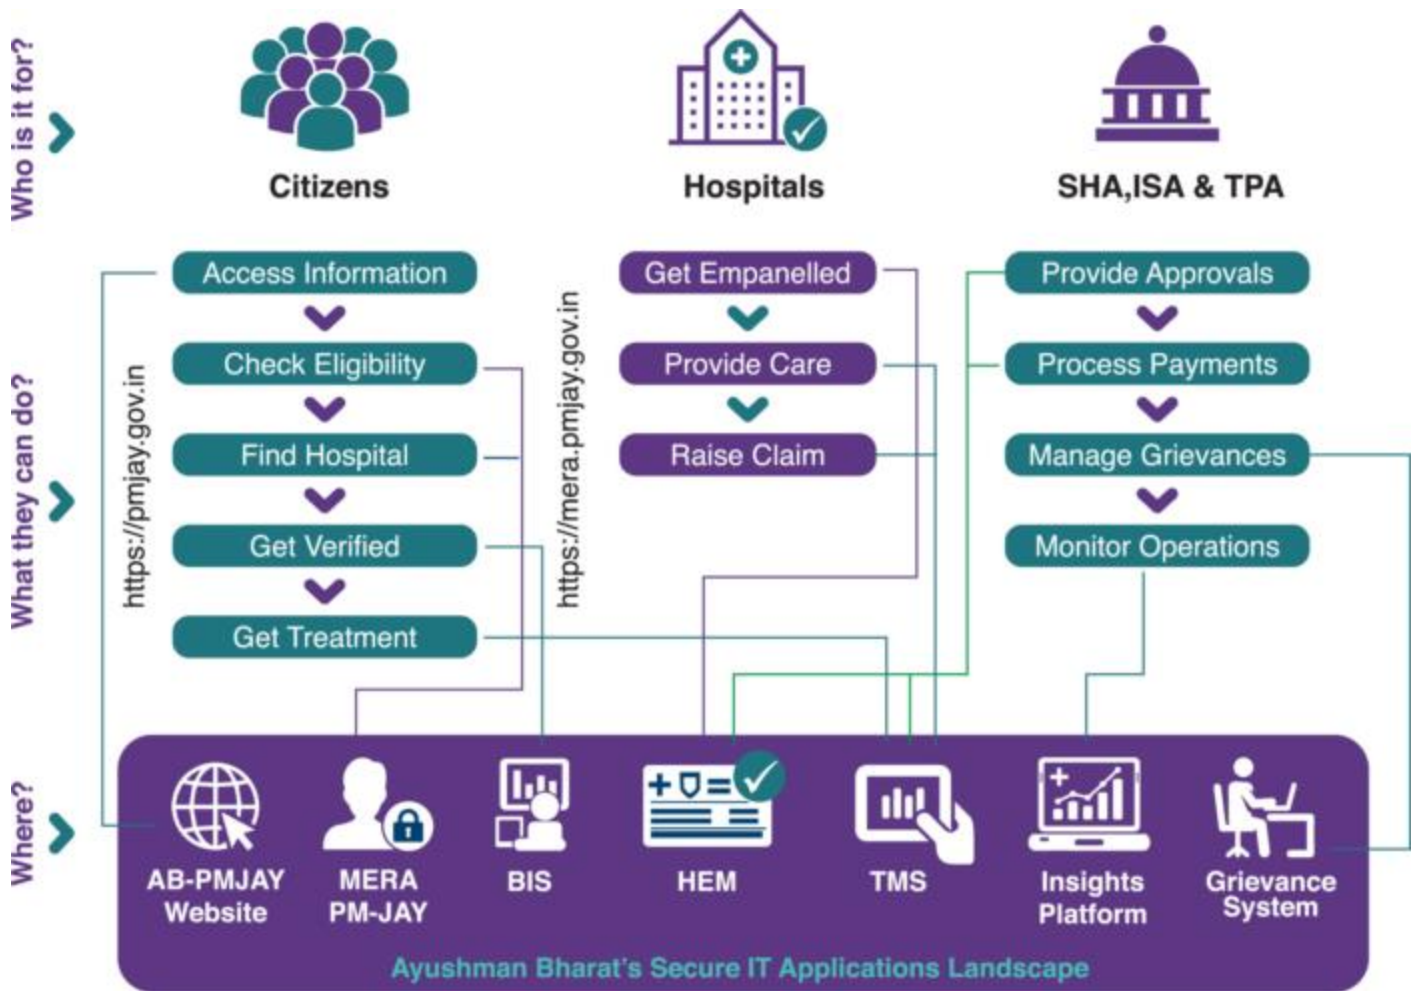 Who is it for?
Citizens
Hospitals
SHA,ISA & TPA
What they can do?
https://pmjay.gov.in
Access Information
Check Eligibility
Find Hospital
Get Verified
Get Treatment
https://mera.pmjay.gov.in
Get Empanelled
Provide Care
Raise Claim
Provide Approvals
Process Payments
Manage Grievances
Monitor Operations
Where?
AB-PMJAY
Website
MERA
PM-JAY
BIS
HEM
TMS
Insights
Platform
Grievance
System
Ayushman Bharat's Secure IT Applications Landscape